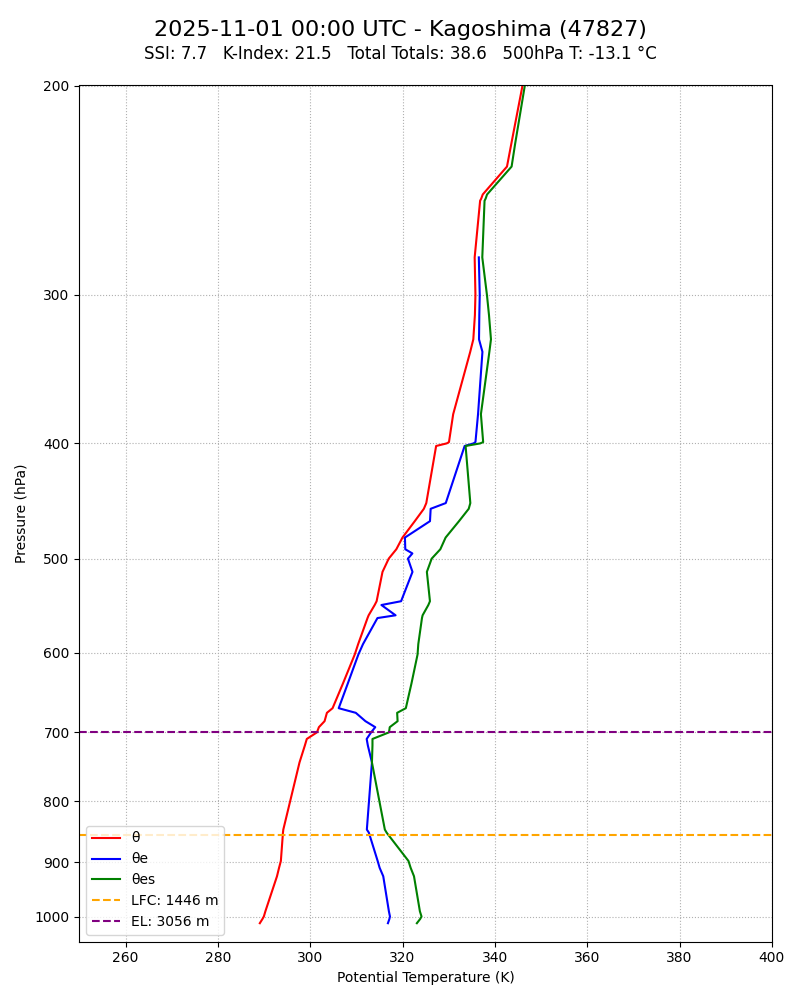 2025-11-01 00:00 UTC - Kagoshima (47827)
SSI: 7.7   K-Index: 21.5   Total Totals: 38.6   500hPa T: -13.1 °C
200
300
400
500
600
700
800
900
1000
Pressure (hPa)
θ
θe
θes
LFC: 1446 m
EL: 3056 m
260 280 300 320 340 360 380 400
Potential Temperature (K)